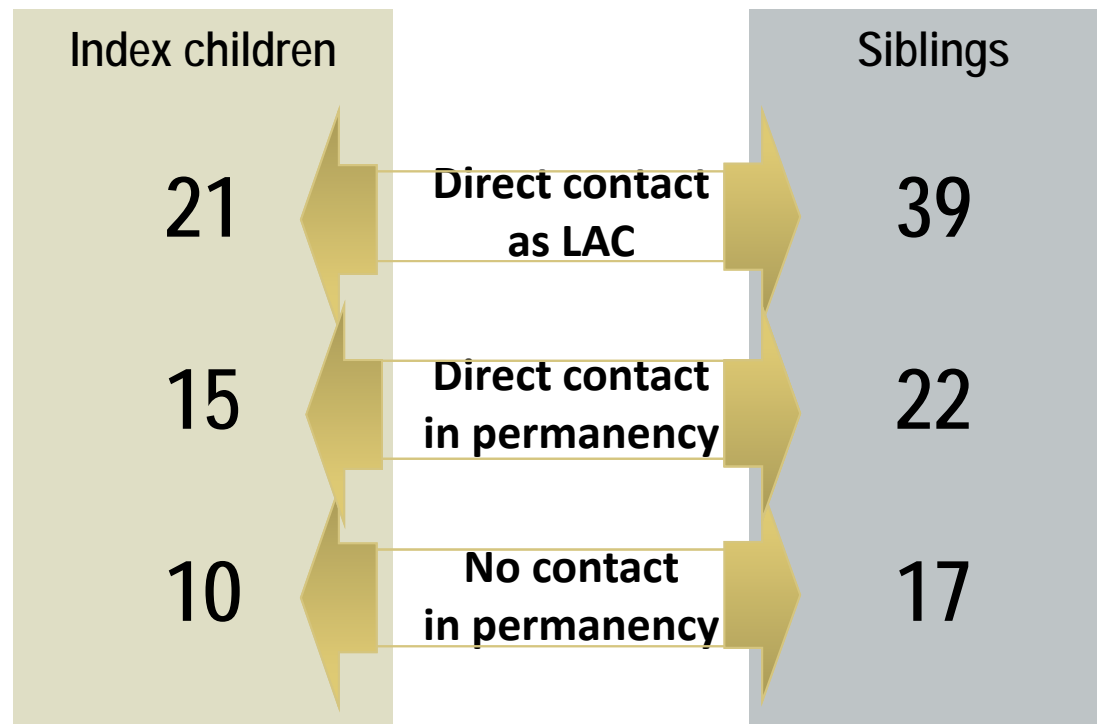 Index children
Siblings
21
Direct contact
as LAC
39
15
Direct contact
in permanency
22
10
No contact
in permanency
17